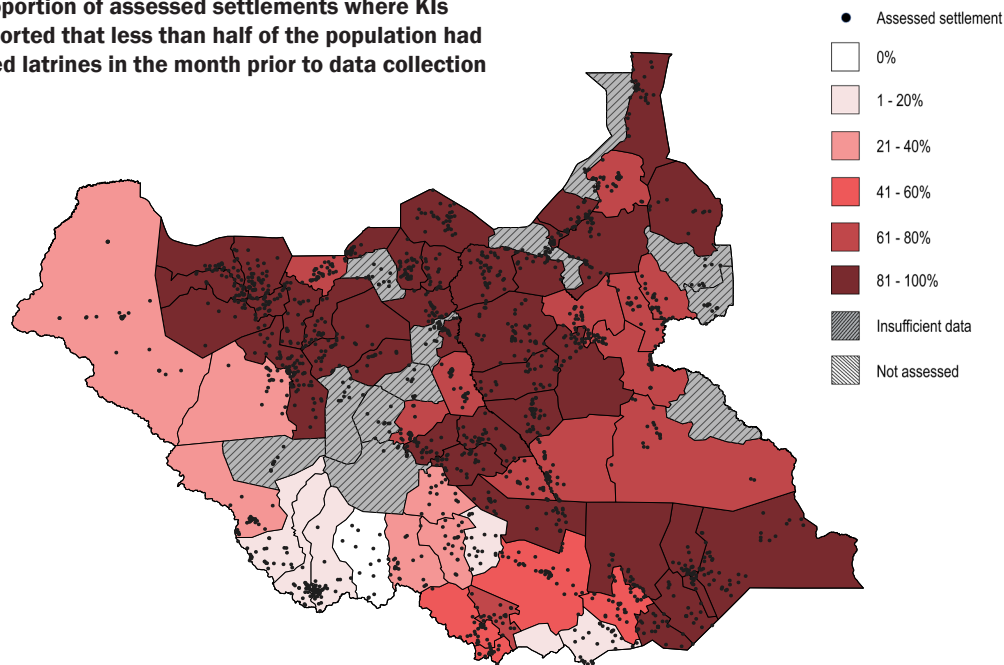 oportion of assessed settlements where KIs
orted that less than half of the population had
ed latrines in the month prior to data collection
Assessed settlement
0%
1 - 20%
21 - 40%
41 - 60%
61 - 80%
81 - 100%
Insufficient data
Not assessed